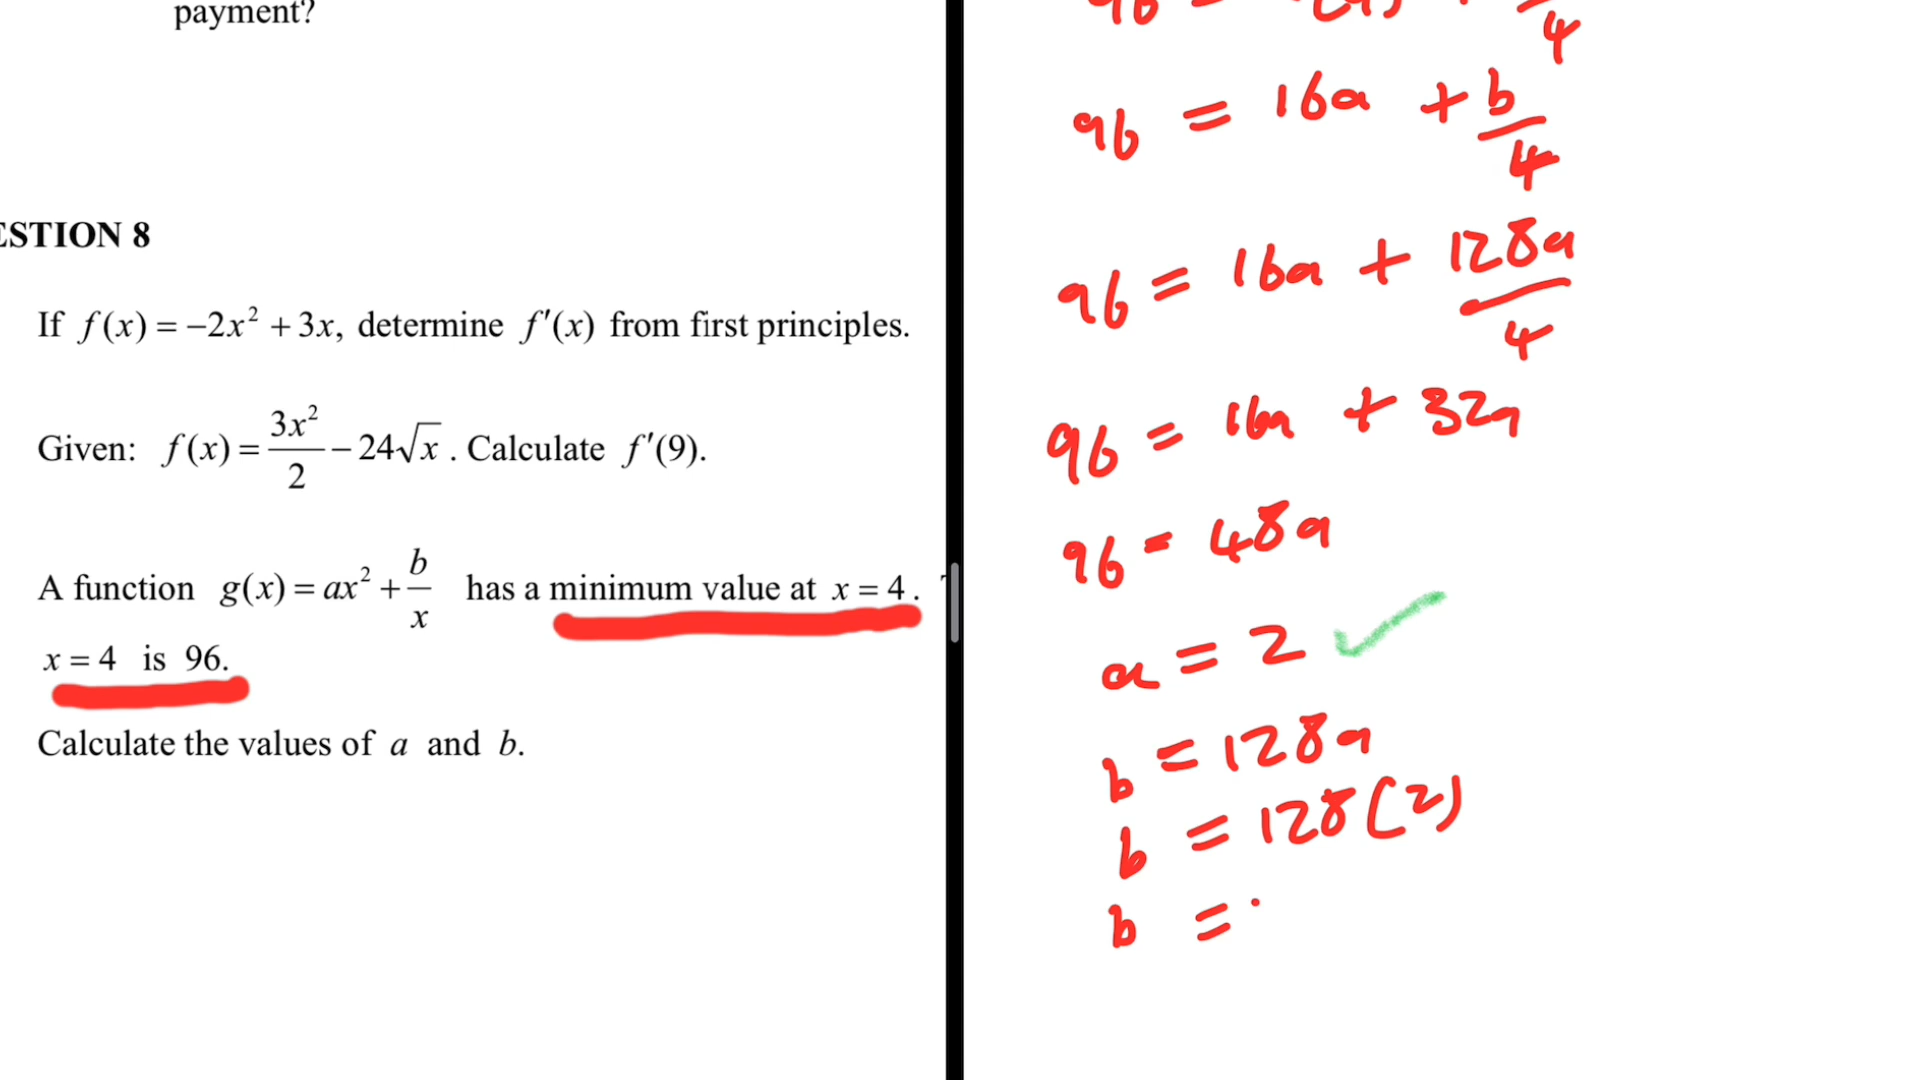 payment?
ESTION 8
If f(x) = −2x² + 3x, determine f′(x) from first principles.
Given: f(x) = 3x²/2 − 24√x. Calculate f′(9).
A function g(x) = ax² + b/x has a minimum value at x = 4.
x = 4 is 96.
Calculate the values of a and b.
96 = 16a + b/4
96 = 16a + 128a/4
96 = 16a + 32a
96 = 48a
a = 2 ✓
b = 128a
b = 128(2)
b =